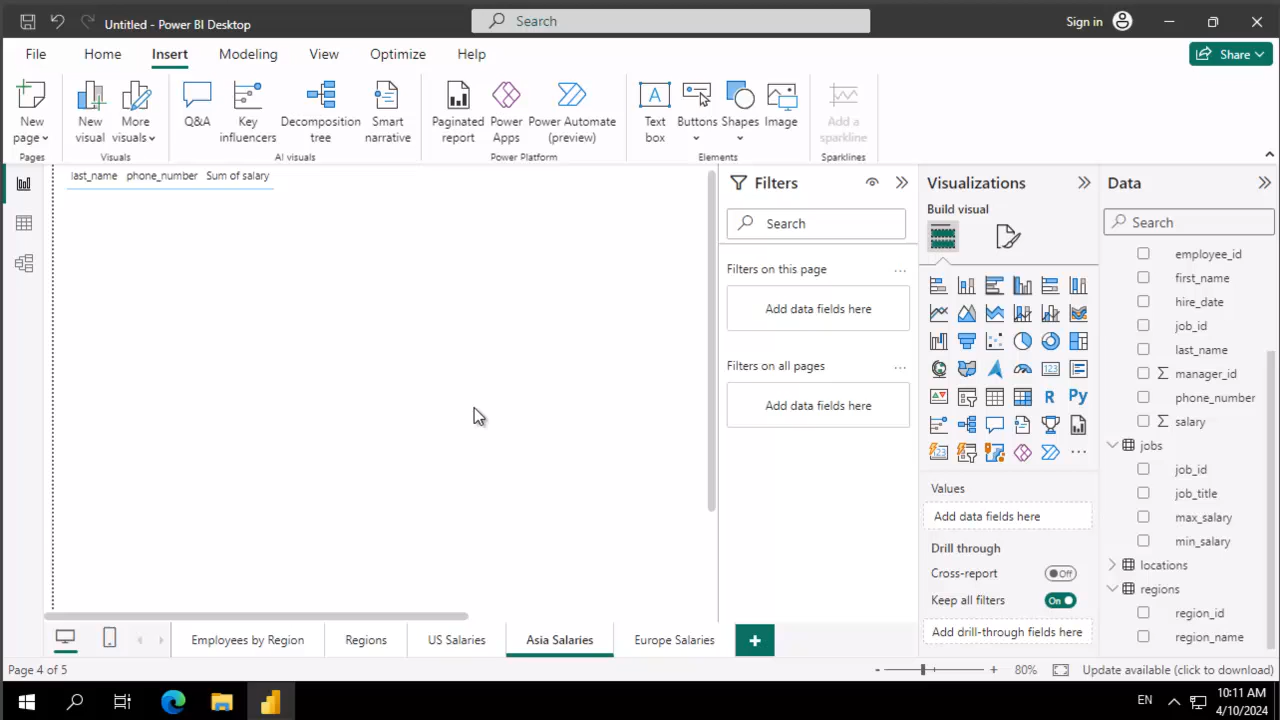 Untitled - Power BI Desktop
Search
Sign in
File
Home
Insert
Modeling
View
Optimize
Help
Share
New page
New visual
More visuals
Q&A
Key influencers
Decomposition tree
Smart narrative
Paginated report
Power Apps
Power Automate (preview)
Text box
Buttons
Shapes
Image
Add a sparkline
Pages
Visuals
AI visuals
Power Platform
Elements
Sparklines
last_name phone_number Sum of salary
Filters
Search
Filters on this page
Add data fields here
Filters on all pages
Add data fields here
Visualizations
Build visual
123
R
Py
123
Values
Add data fields here
Drill through
Cross-report
Off
Keep all filters
On
Add drill-through fields here
Data
Search
employee_id
first_name
hire_date
job_id
last_name
manager_id
phone_number
salary
jobs
job_id
job_title
max_salary
min_salary
locations
regions
region_id
region_name
Employees by Region
Regions
US Salaries
Asia Salaries
Europe Salaries
Page 4 of 5
80%
Update available (click to download)
EN
10:11 AM
4/10/2024